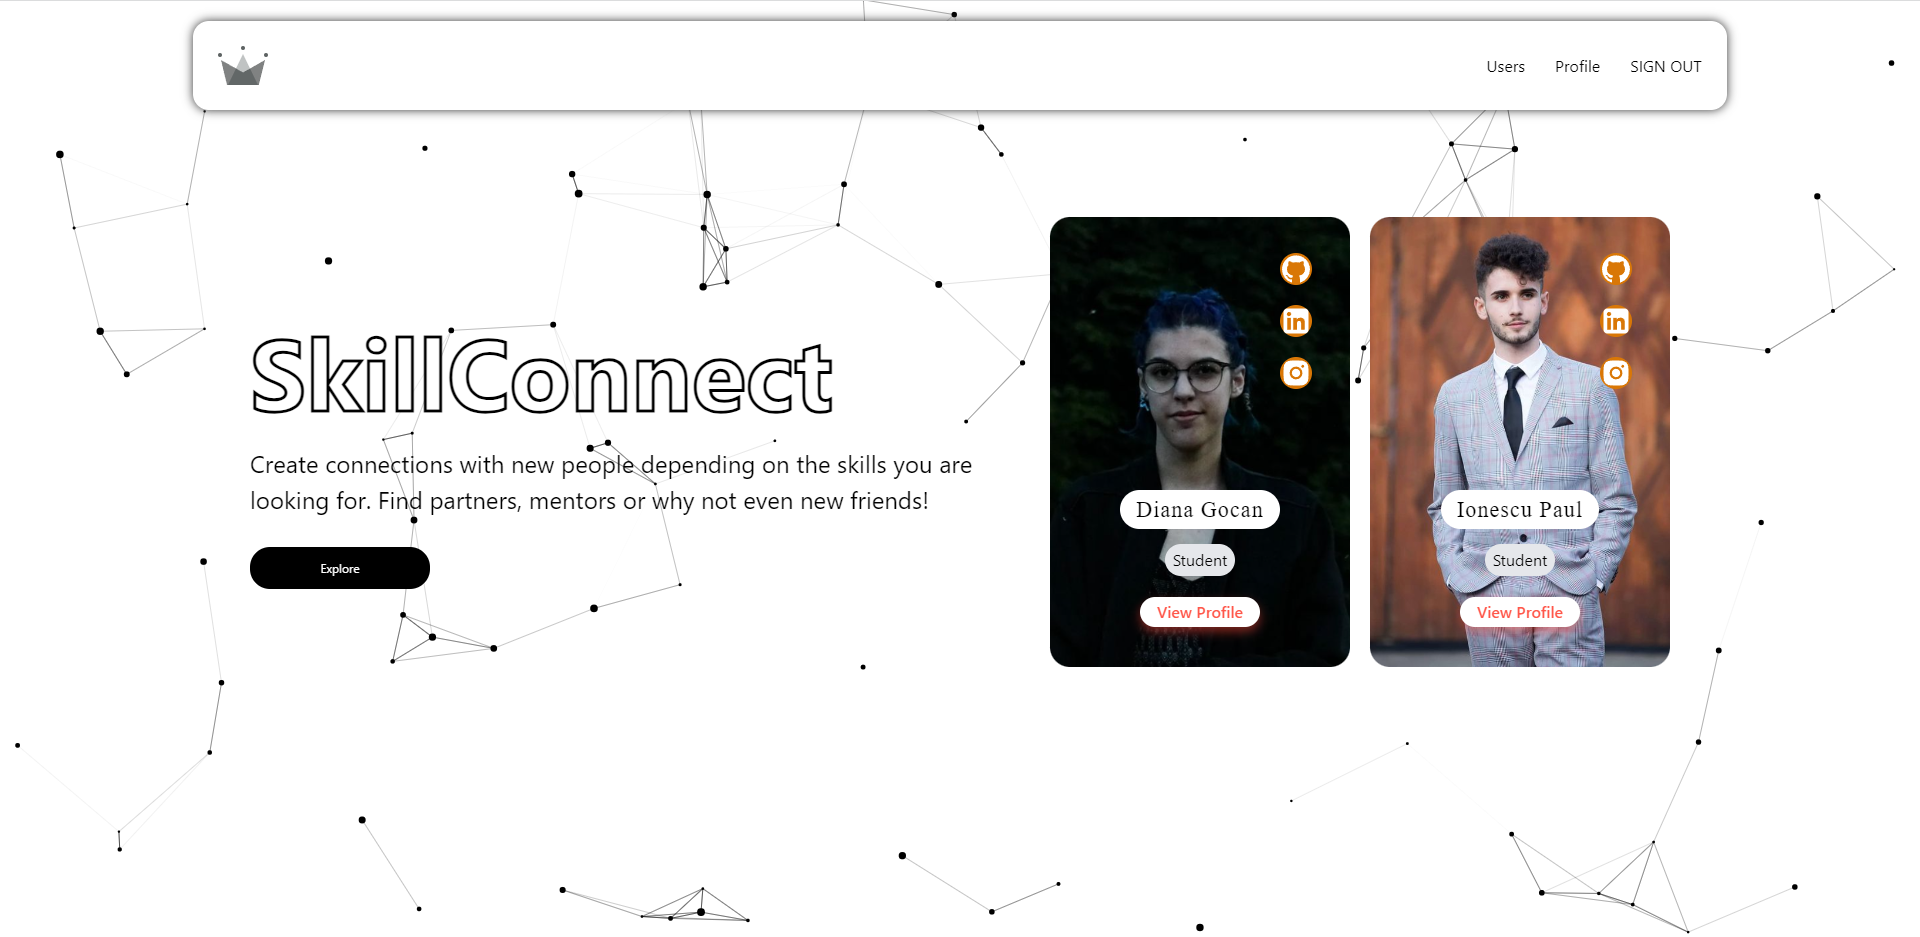 Users Profile SIGN OUT
SkillConnect
Create connections with new people depending on the skills you are
looking for. Find partners, mentors or why not even new friends!
Explore
in
Diana Gocan
Student
View Profile
in
Ionescu Paul
Student
View Profile